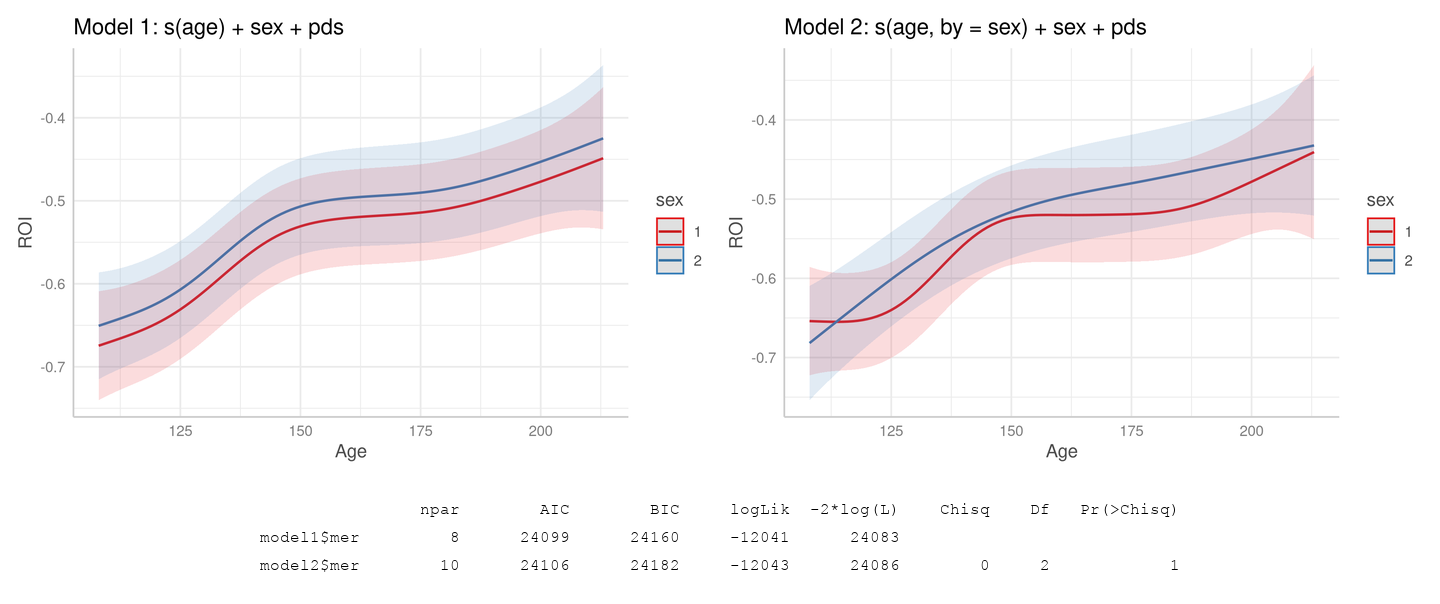 Model 1: s(age) + sex + pds
-0.4
-0.5
-0.6
-0.7
ROI
125 150 175 200
Age
sex
1
2
Model 2: s(age, by = sex) + sex + pds
-0.4
-0.5
-0.6
-0.7
ROI
125 150 175 200
Age
sex
1
2
npar AIC BIC logLik -2*log(L) Chisq Df Pr(>Chisq)
model1$mer 8 24099 24160 -12041 24083
model2$mer 10 24106 24182 -12043 24086 0 2 1